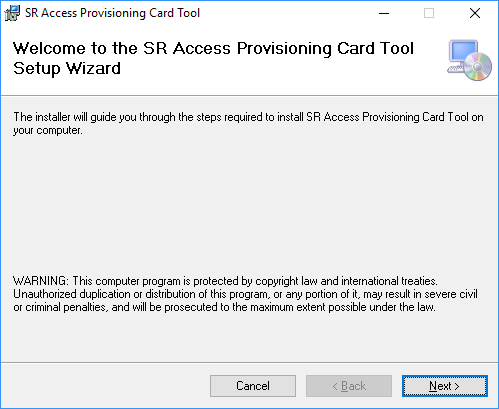 SR Access Provisioning Card Tool
Welcome to the SR Access Provisioning Card Tool
Setup Wizard
The installer will guide you through the steps required to install SR Access Provisioning Card Tool on
your computer.
WARNING: This computer program is protected by copyright law and international treaties.
Unauthorized duplication or distribution of this program, or any portion of it, may result in severe civil
or criminal penalties, and will be prosecuted to the maximum extent possible under the law.
Cancel
< Back
Next >